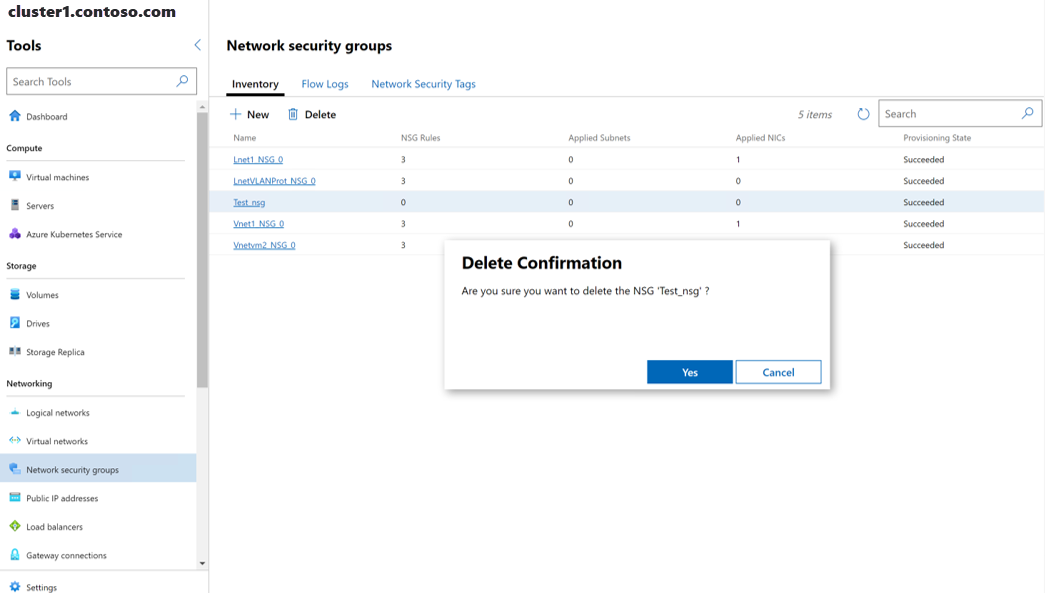 cluster1.contoso.com
Tools
Search Tools
Dashboard
Compute
Virtual machines
Servers
Azure Kubernetes Service
Storage
Volumes
Drives
Storage Replica
Networking
Logical networks
Virtual networks
Network security groups
Public IP addresses
Load balancers
Gateway connections
Settings
Network security groups
Inventory Flow Logs Network Security Tags
New Delete 5 items Search
Name NSG Rules Applied Subnets Applied NICs Provisioning State
Lnet1_NSG_0 3 0 1 Succeeded
LnetVLANProt_NSG_0 3 0 0 Succeeded
Test_nsg 0 0 0 Succeeded
Vnet1_NSG_0 3 0 1 Succeeded
Vnetvm2_NSG_0 3 Succeeded
Delete Confirmation
Are you sure you want to delete the NSG 'Test_nsg' ?
Yes Cancel